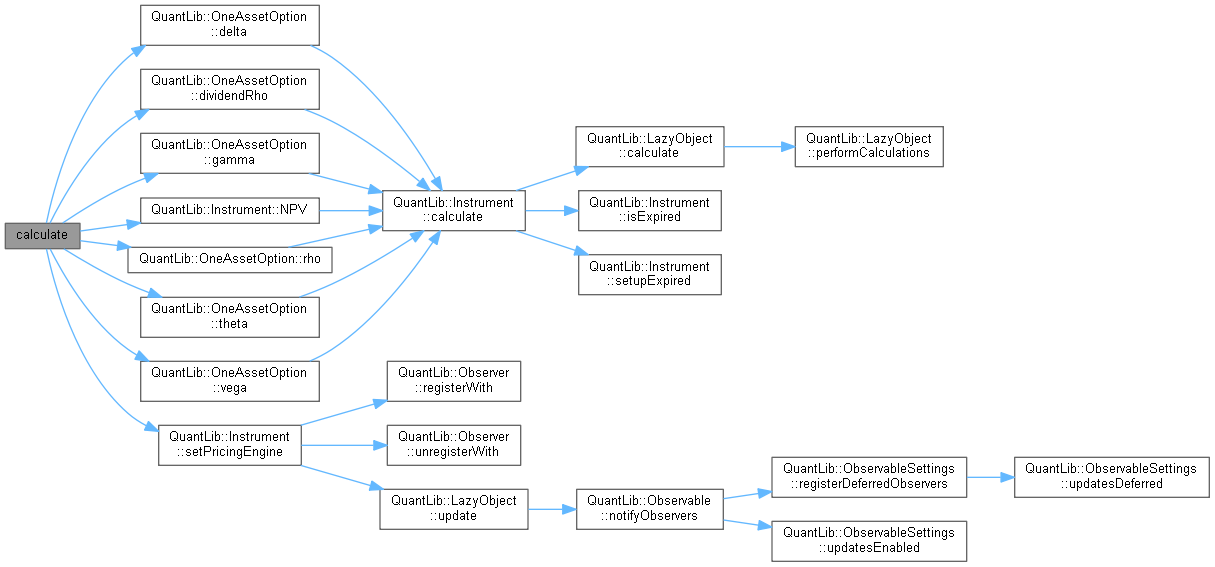 calculate
QuantLib::OneAssetOption
::delta
QuantLib::OneAssetOption
::dividendRho
QuantLib::OneAssetOption
::gamma
QuantLib::Instrument::NPV
QuantLib::OneAssetOption::rho
QuantLib::OneAssetOption
::theta
QuantLib::OneAssetOption
::vega
QuantLib::Instrument
::setPricingEngine
QuantLib::Instrument
::calculate
QuantLib::LazyObject
::calculate
QuantLib::LazyObject
::performCalculations
QuantLib::Instrument
::isExpired
QuantLib::Instrument
::setupExpired
QuantLib::Observer
::registerWith
QuantLib::Observer
::unregisterWith
QuantLib::LazyObject
::update
QuantLib::Observable
::notifyObservers
QuantLib::ObservableSettings
::registerDeferredObservers
QuantLib::ObservableSettings
::updatesDeferred
QuantLib::ObservableSettings
::updatesEnabled